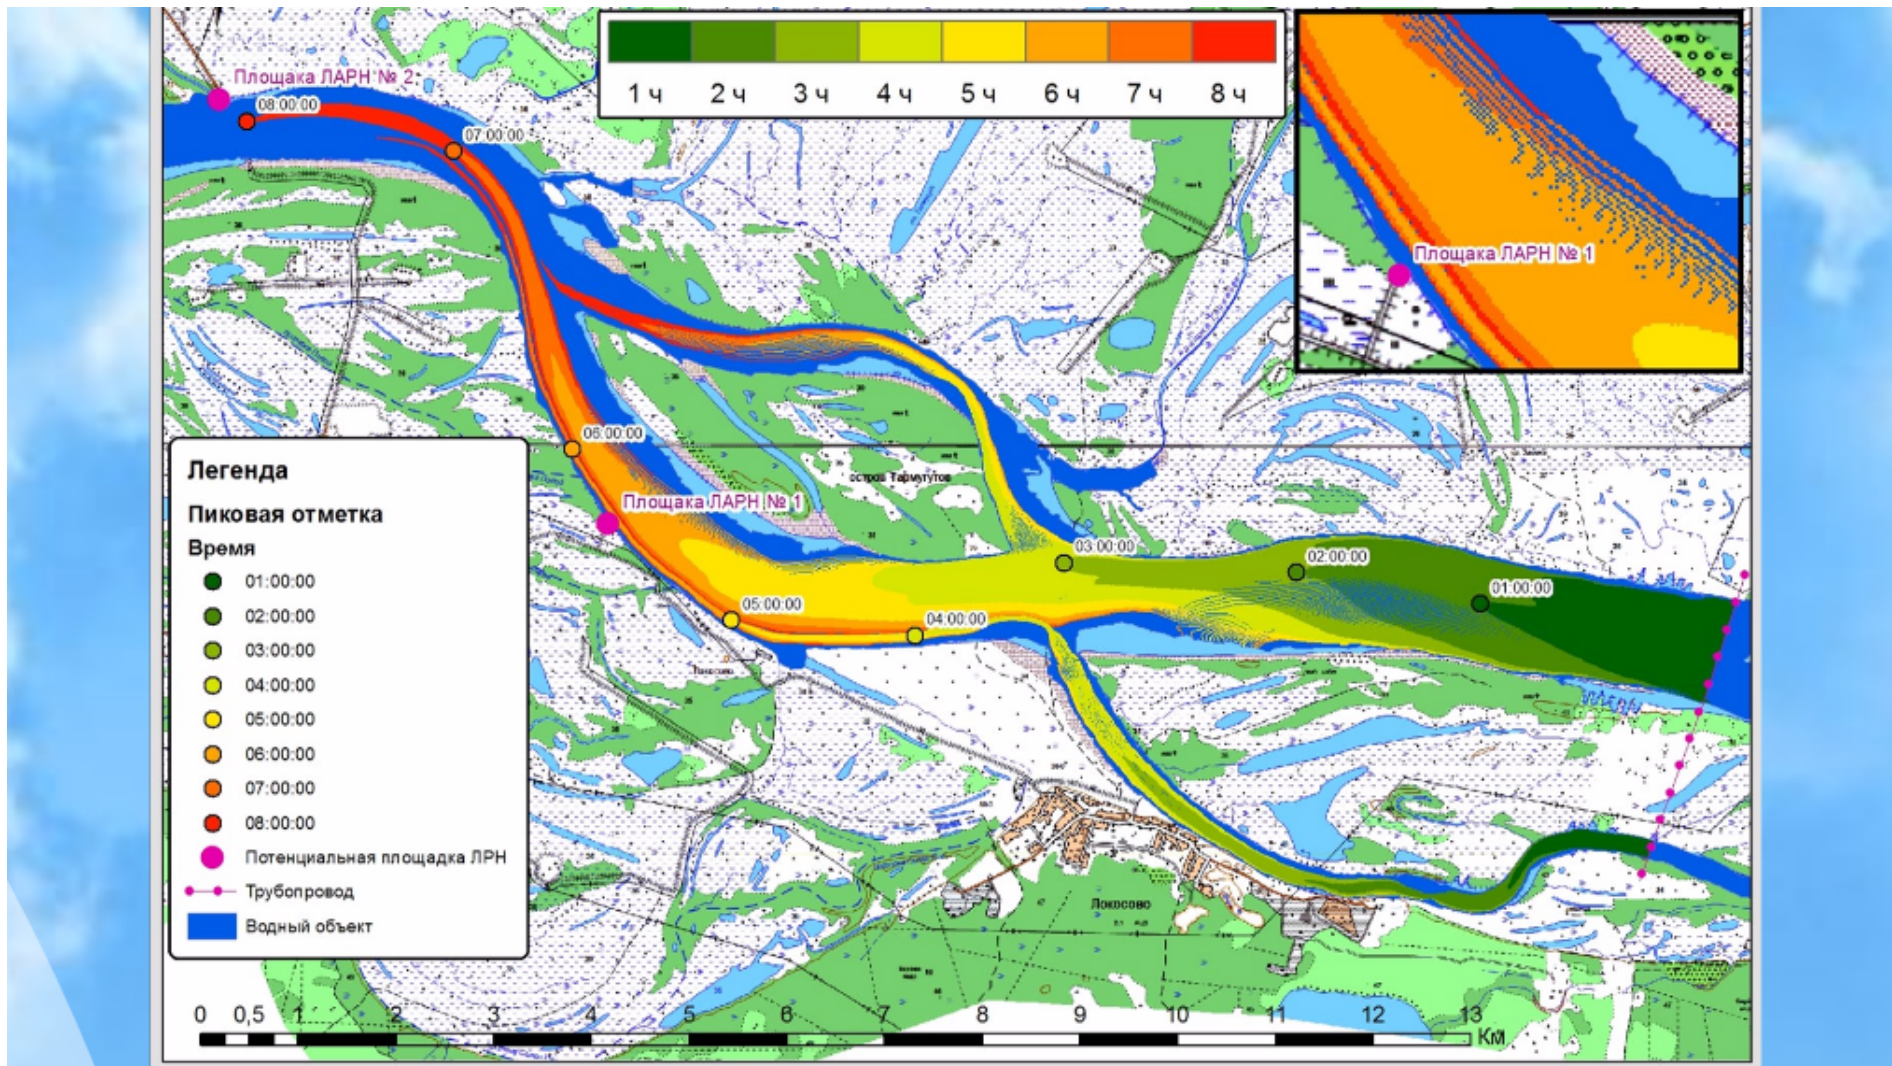 1 ч 2 ч 3 ч 4 ч 5 ч 6 ч 7 ч 8 ч
Площака ЛАРН № 2
08:00:00
07:00:00
Площака ЛАРН № 1
06:00:00
остров Тармугутов
Площака ЛАРН № 1
03:00:00
02:00:00
01:00:00
05:00:00
04:00:00
Легенда
Пиковая отметка
Время
01:00:00
02:00:00
03:00:00
04:00:00
05:00:00
06:00:00
07:00:00
08:00:00
Потенциальная площадка ЛРН
Трубопровод
Водный объект
Локосово
0 0,5 1 2 3 4 5 6 7 8 9 10 11 12 13
Км